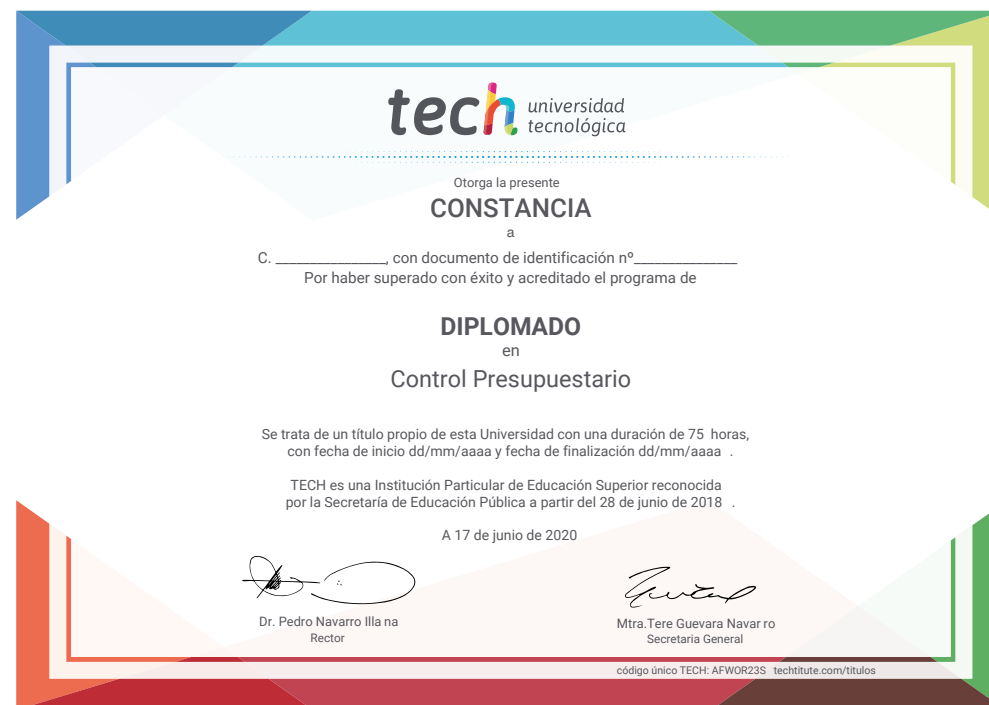 tech universidad
tecnológica
Otorga la presente
CONSTANCIA
a
C. _______________, con documento de identificación nº______________
Por haber superado con éxito y acreditado el programa de
DIPLOMADO
en
Control Presupuestario
Se trata de un título propio de esta Universidad con una duración de 75 horas,
con fecha de inicio dd/mm/aaaa y fecha de finalización dd/mm/aaaa .
TECH es una Institución Particular de Educación Superior reconocida
por la Secretaría de Educación Pública a partir del 28 de junio de 2018 .
A 17 de junio de 2020
Dr. Pedro Navarro Illa na
Rector
Mtra.Tere Guevara Navar ro
Secretaria General
código único TECH: AFWOR23S techtitute.com/titulos